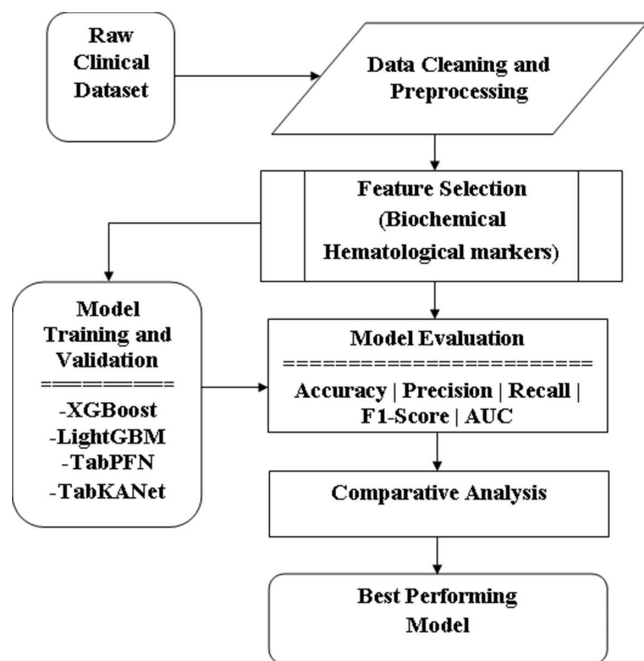 Raw
Clinical
Dataset
Data Cleaning and
Preprocessing
Feature Selection
(Biochemical
Hematological markers)
Model
Training and
Validation
=============
-XGBoost
-LightGBM
-TabPFN
-TabKANet
Model Evaluation
========================
Accuracy | Precision | Recall |
F1-Score | AUC
Comparative Analysis
Best Performing
Model